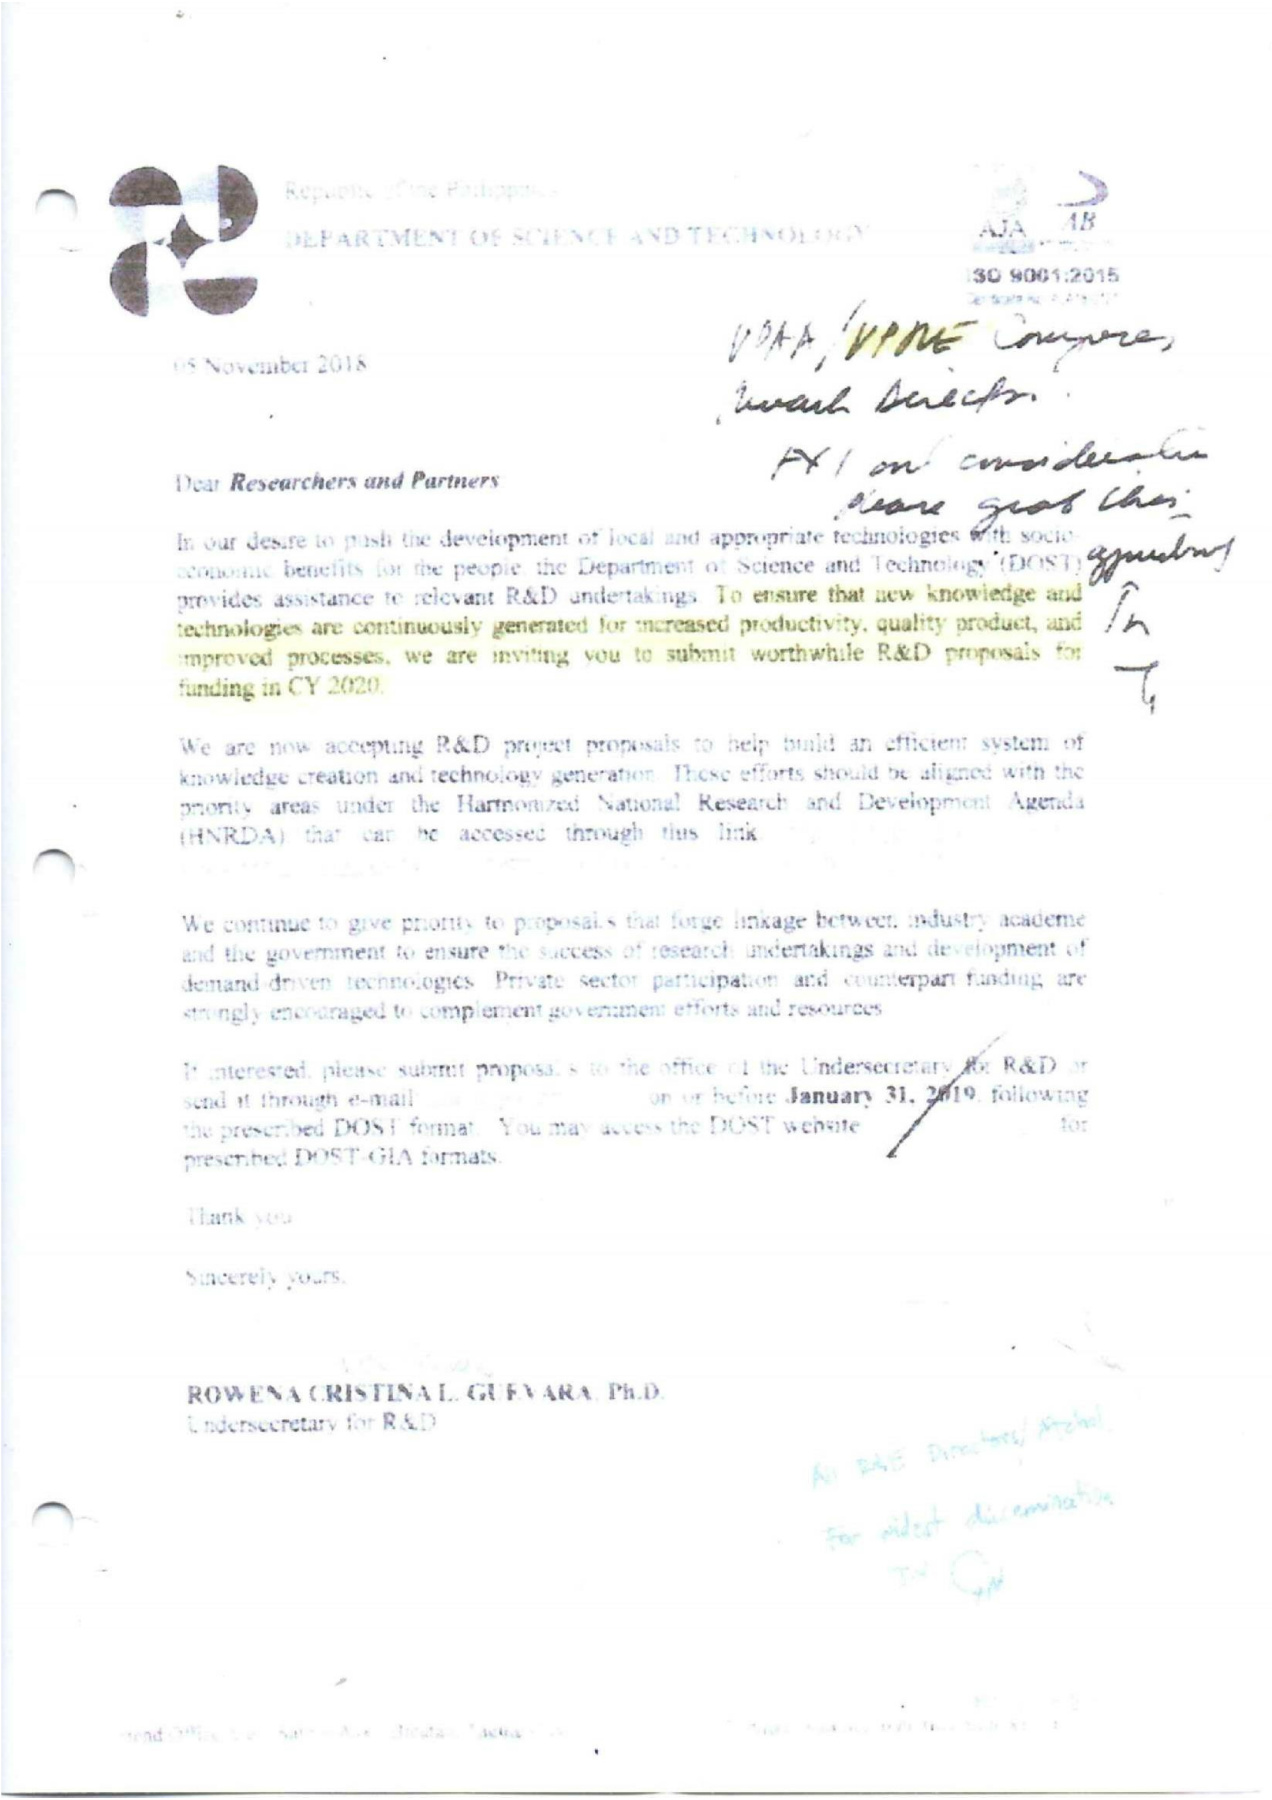 Republic of the Philippines
DEPARTMENT OF SCIENCE AND TECHNOLOGY
AJA AB
ISO 9001:2015
VPAA/VPRE
Director.
05 November 2018
FYI and consideration
please grab this
Dear Researchers and Partners
In our desire to push the development of local and appropriate technologies with socio-
economic benefits for the people, the Department of Science and Technology (DOST)
provides assistance to relevant R&D undertakings. To ensure that new knowledge and
technologies are continuously generated for increased productivity, quality product, and
improved processes, we are inviting you to submit worthwhile R&D proposals for
funding in CY 2020.
We are now accepting R&D project proposals to help build an efficient system of
knowledge creation and technology generation. These efforts should be aligned with the
priority areas under the Harmonized National Research and Development Agenda
(HNRDA) that can be accessed through this link
We continue to give priority to proposals that forge linkage between industry academe
and the government to ensure the success of research undertakings and development of
demand-driven technologies. Private sector participation and counterpart funding are
strongly encouraged to complement government efforts and resources
If interested, please submit proposals to the office of the Undersecretary for R&D or
send it through e-mail on or before January 31, 2019, following
the prescribed DOST format. You may access the DOST website for
prescribed DOST-GIA formats.
Thank you
Sincerely yours,
ROWENA CRISTINA L. GUEVARA, Ph.D.
Undersecretary for R&D
All R&E Directors/
For widest dissemination